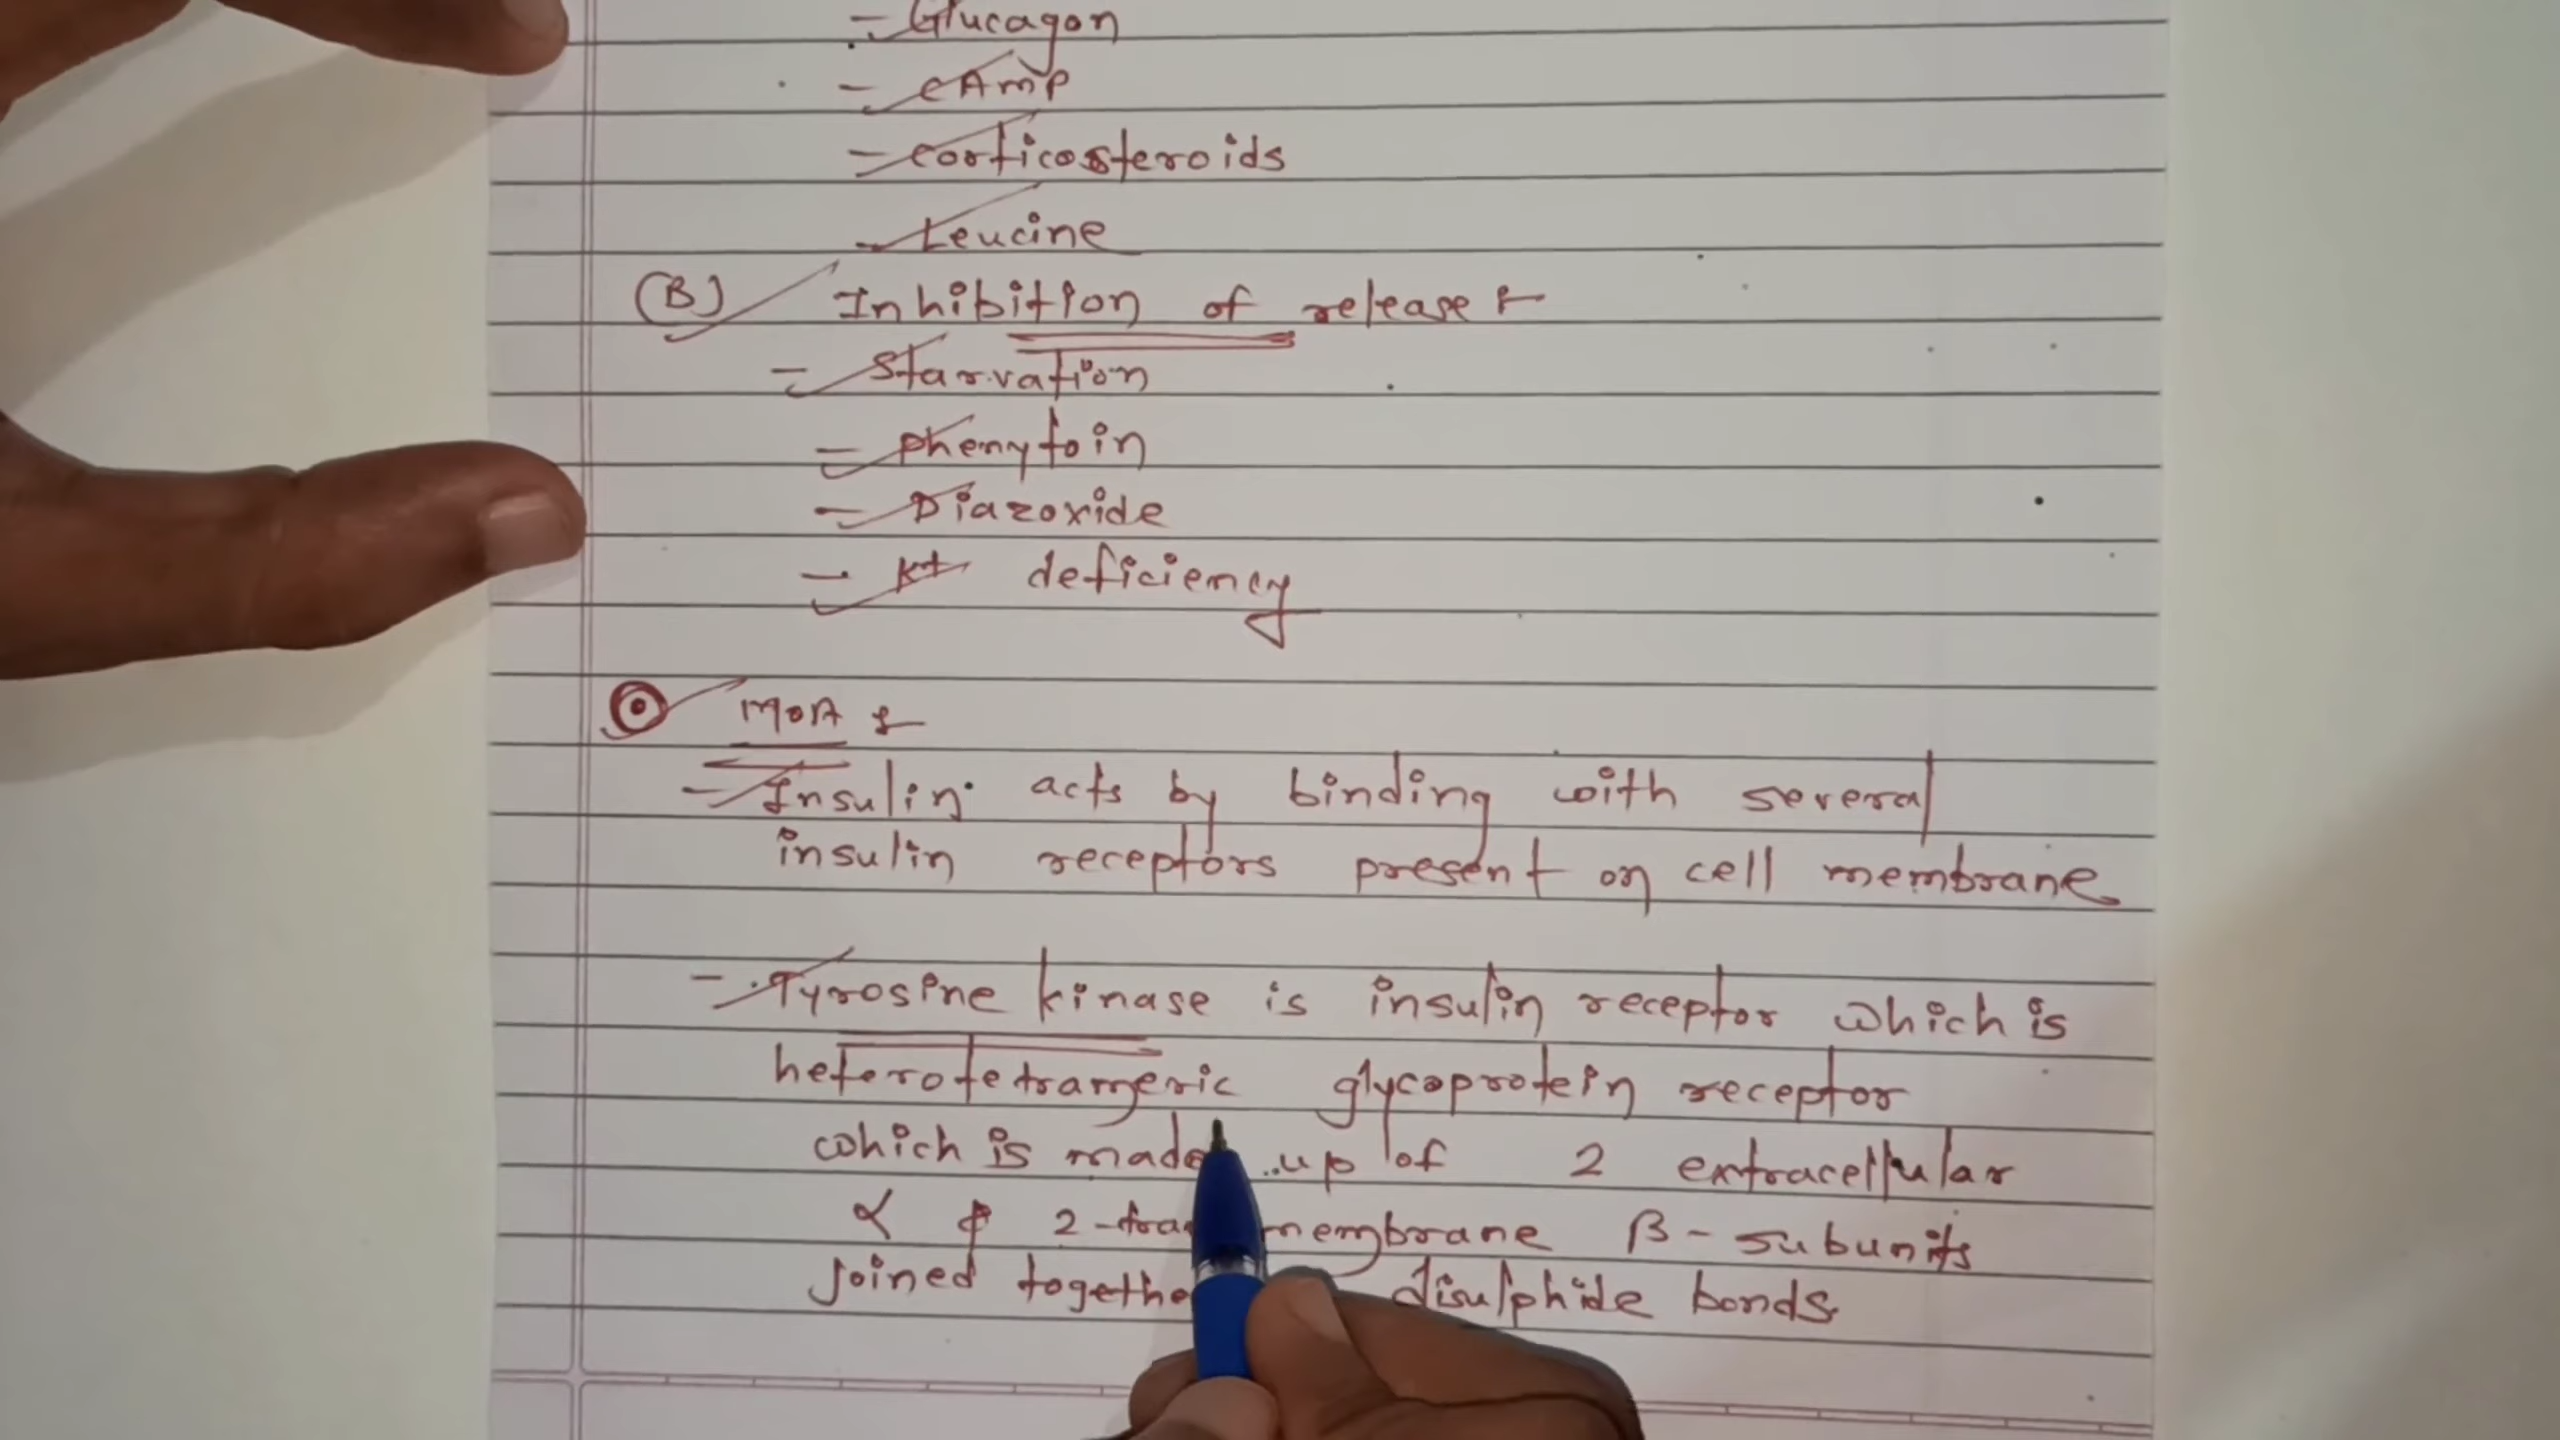 - Glucagon
- cAMP
- corticosteroids
- Leucine
(B) Inhibition of release :-
- Starvation
- Phenytoin
- Diazoxide
- K+ deficiency
MOA :-
- Insulin acts by binding with several
insulin receptors present on cell membrane
- Tyrosine kinase is insulin receptor which is
heterotetrameric glycoprotein receptor
which is made up of 2 extracellular
α & 2 - membrane β - subunits
joined disulphide bonds.